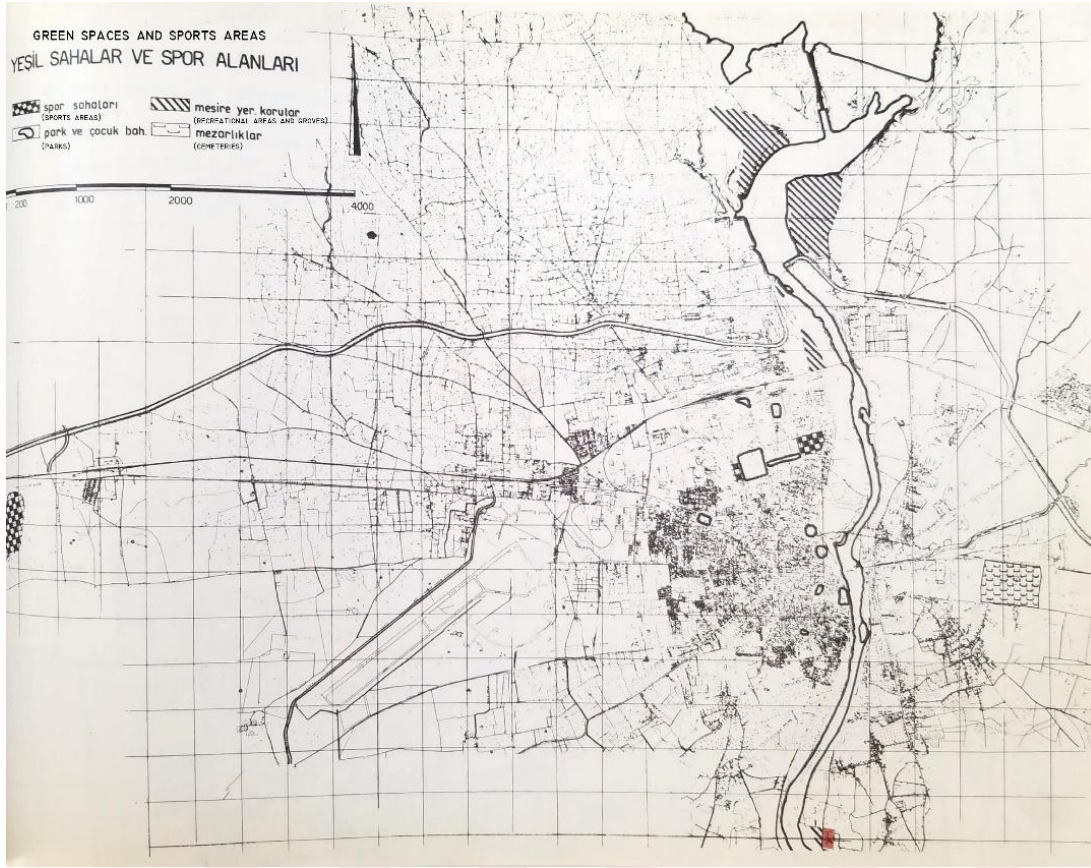 GREEN SPACES AND SPORTS AREAS
YEŞİL SAHALAR VE SPOR ALANLARI
spor sahaları
(SPORTS AREAS)
park ve çocuk bah.
(PARKS)
mesire yer. korular
(RECREATIONAL AREAS AND GROVES)
mezarlıklar
(CEMETERIES)
200 1000 2000 4000